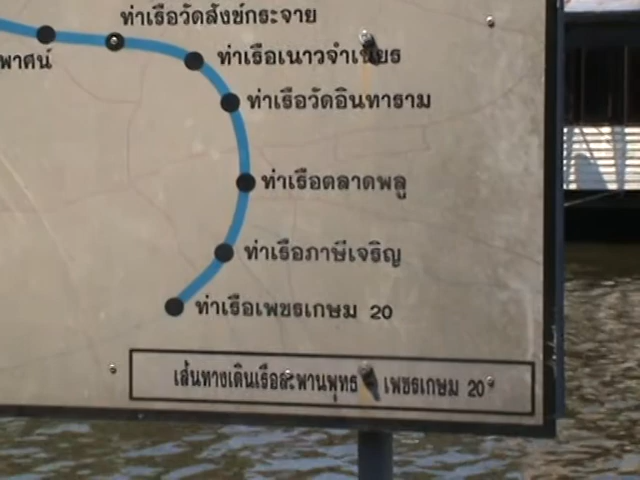 ท่าเรือวัดสังข์กระจาย
พาศน์
ท่าเรือเนาวจำเนียร
ท่าเรือวัดอินทาราม
ท่าเรือตลาดพลู
ท่าเรือภาษีเจริญ
ท่าเรือเพชรเกษม 20
เส้นทางเดินเรือสะพานพุทธ เพชรเกษม 20